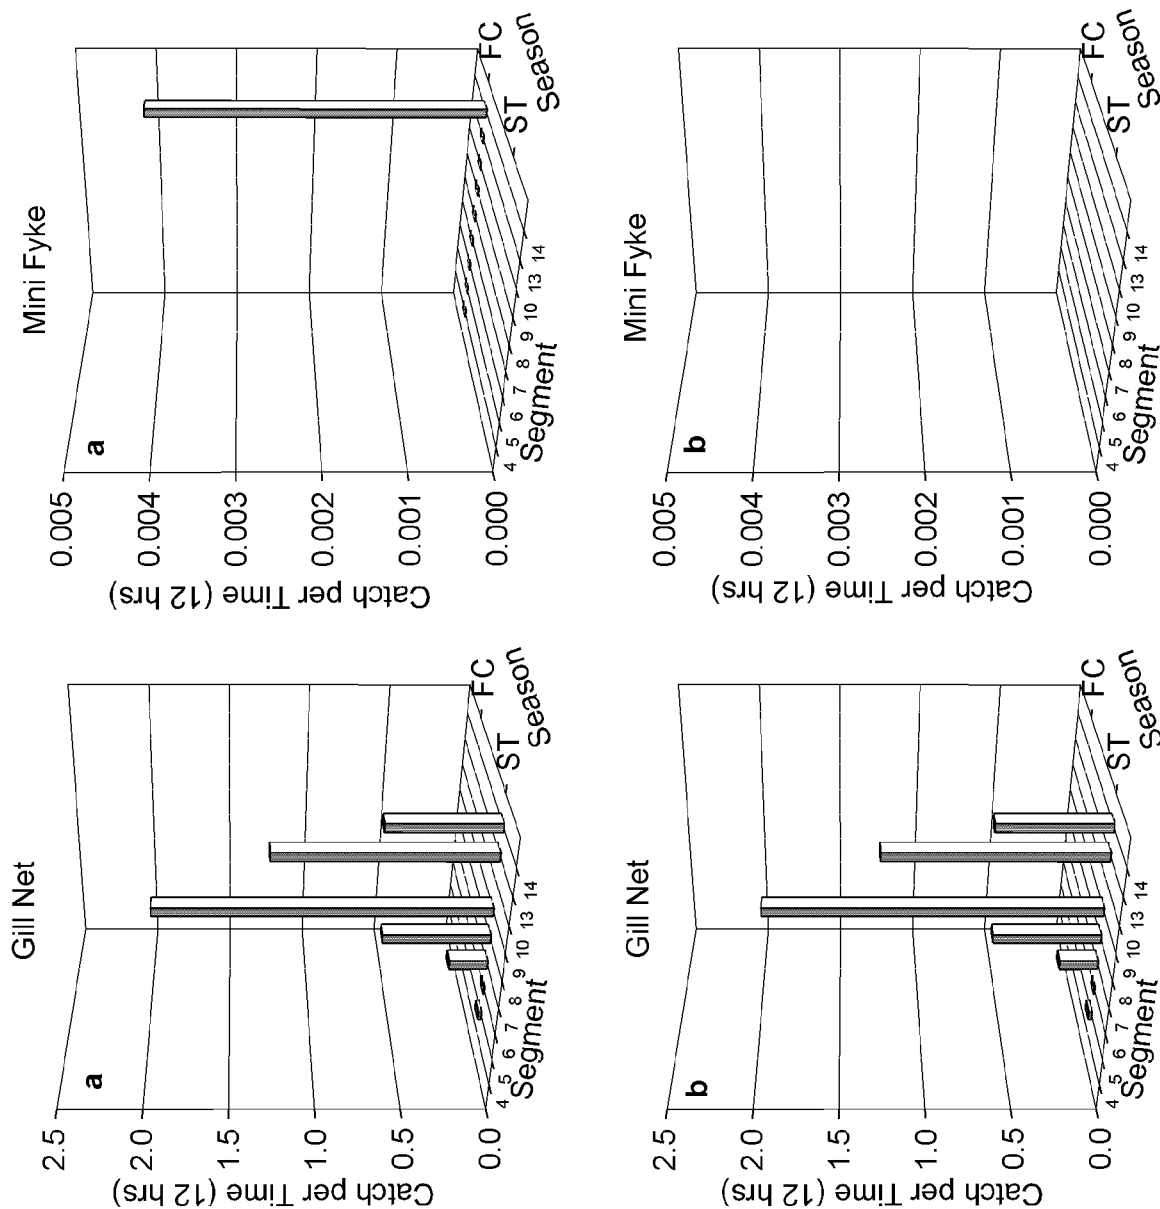 Mini Fyke
a
0.005
0.004
0.003
0.002
0.001
0.000
Catch per Time (12 hrs)
4 5 6 7 8 9 10 13 14
Segment
ST FC
Season
Mini Fyke
b
0.005
0.004
0.003
0.002
0.001
0.000
Catch per Time (12 hrs)
4 5 6 7 8 9 10 13 14
Segment
ST FC
Season
Gill Net
a
2.5
2.0
1.5
1.0
0.5
0.0
Catch per Time (12 hrs)
4 5 6 7 8 9 10 13 14
Segment
ST FC
Season
Gill Net
b
2.5
2.0
1.5
1.0
0.5
0.0
Catch per Time (12 hrs)
4 5 6 7 8 9 10 13 14
Segment
ST FC
Season